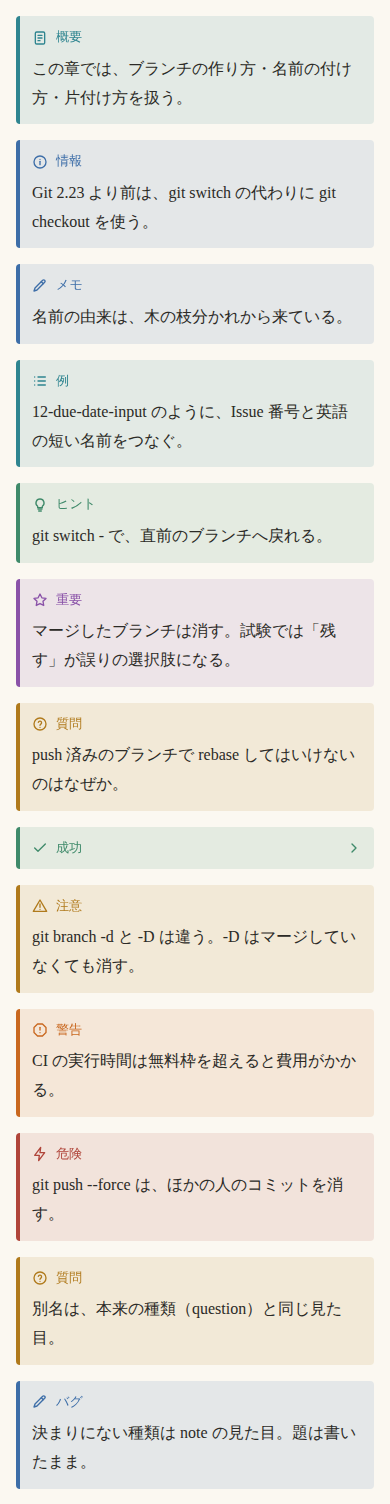 概要
この章では、ブランチの作り方・名前の付け
方・片付け方を扱う。
情報
Git 2.23 より前は、git switch の代わりに git
checkout を使う。
メモ
名前の由来は、木の枝分かれから来ている。
例
12-due-date-input のように、Issue 番号と英語
の短い名前をつなぐ。
ヒント
git switch - で、直前のブランチへ戻れる。
重要
マージしたブランチは消す。試験では「残
す」が誤りの選択肢になる。
質問
push 済みのブランチで rebase してはいけない
のはなぜか。
成功
注意
git branch -d と -D は違う。-D はマージしてい
なくても消す。
警告
CI の実行時間は無料枠を超えると費用がかか
る。
危険
git push --force は、ほかの人のコミットを消
す。
質問
別名は、本来の種類（question）と同じ見た
目。
バグ
決まりにない種類は note の見た目。題は書い
たまま。